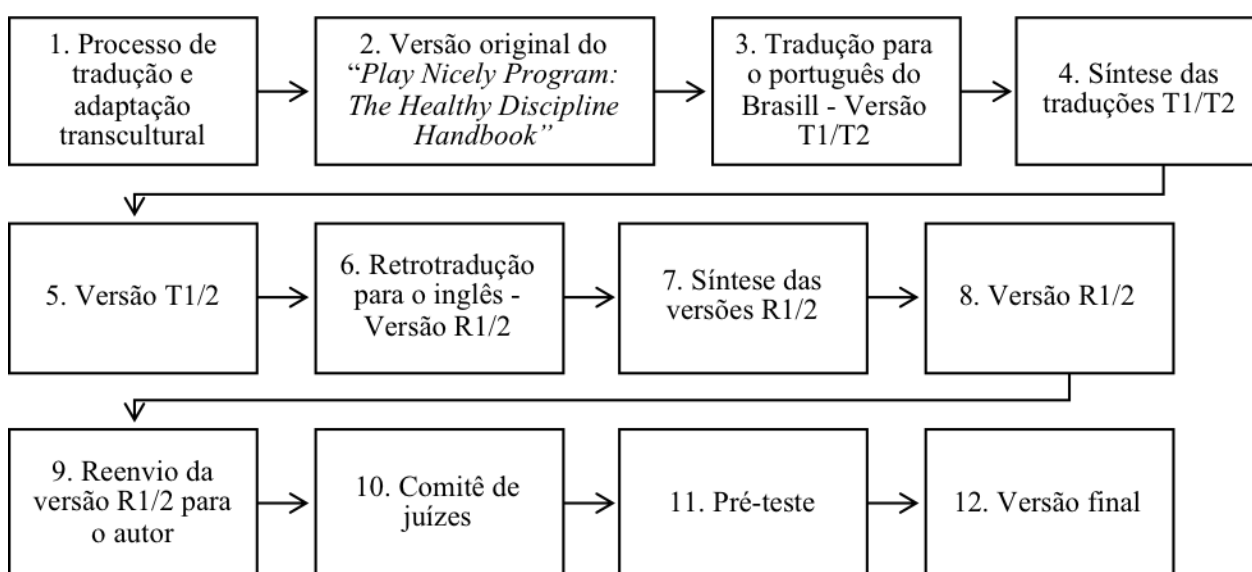 1. Processo de
tradução e
adaptação
transcultural
2. Versão original do
“Play Nicely Program:
The Healthy Discipline
Handbook”
3. Tradução para
o português do
Brasill - Versão
T1/T2
4. Síntese das
traduções T1/T2
5. Versão T1/2
6. Retrotradução
para o inglês -
Versão R1/2
7. Síntese das
versões R1/2
8. Versão R1/2
9. Reenvio da
versão R1/2 para
o autor
10. Comitê de
juízes
11. Pré-teste
12. Versão final